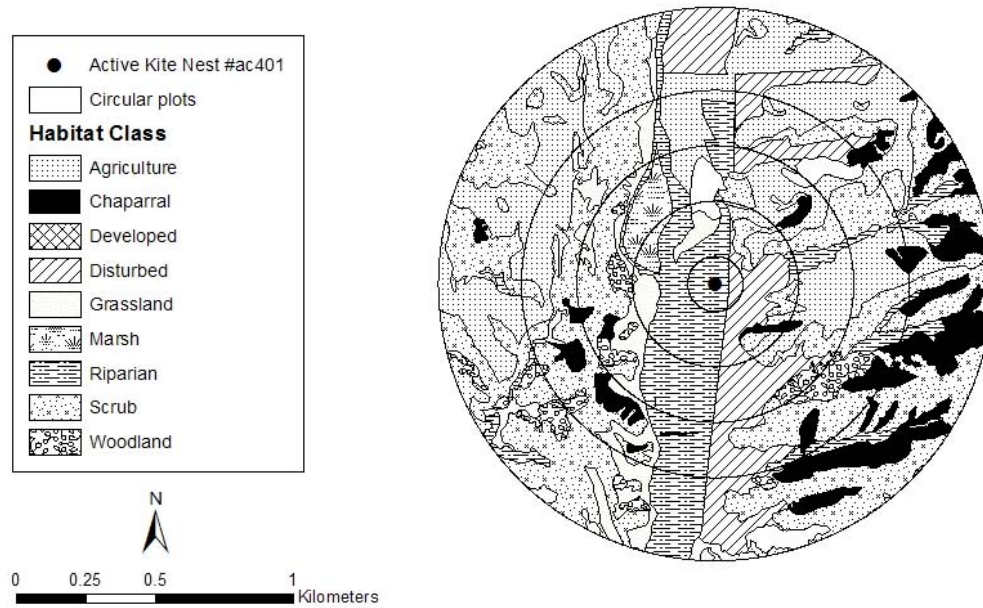 Active Kite Nest #ac401
Circular plots
Habitat Class
Agriculture
Chaparral
Developed
Disturbed
Grassland
Marsh
Riparian
Scrub
Woodland
N
0 0.25 0.5 1
Kilometers